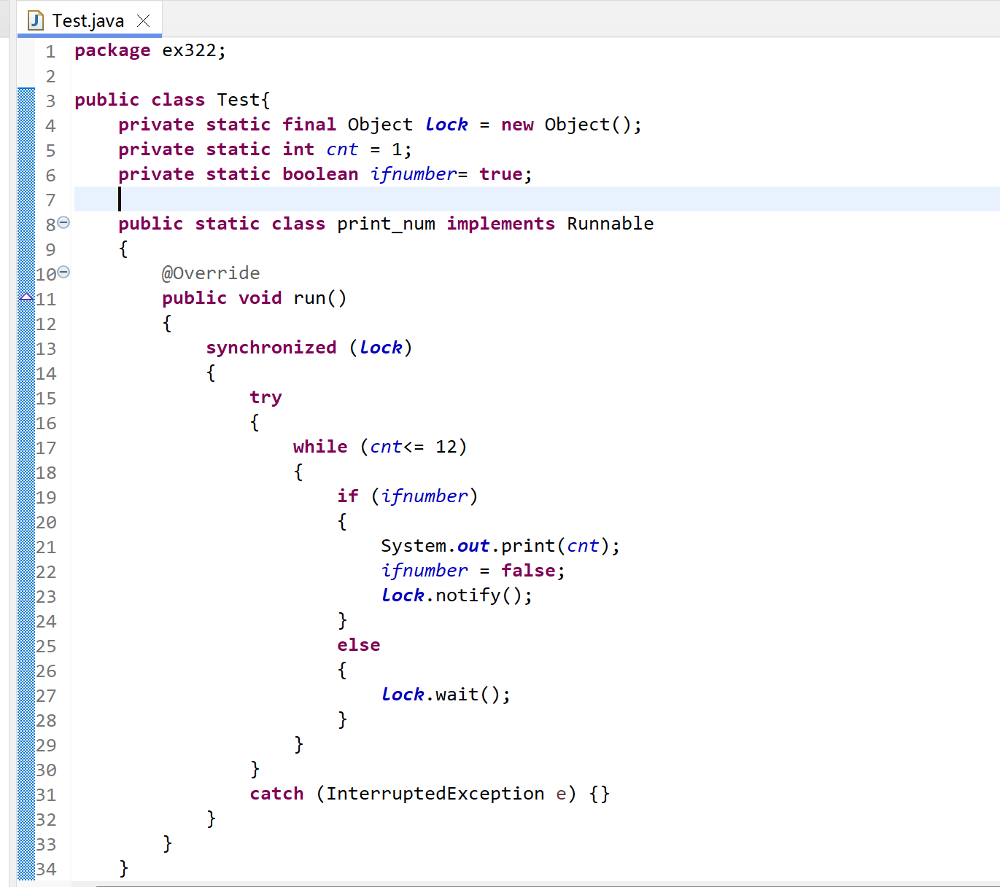 Test.java
1 package ex322;
2
3 public class Test{
4     private static final Object lock = new Object();
5     private static int cnt = 1;
6     private static boolean ifnumber= true;
7
8     public static class print_num implements Runnable
9     {
10         @Override
11         public void run()
12         {
13             synchronized (lock)
14             {
15                 try
16                 {
17                     while (cnt<= 12)
18                     {
19                         if (ifnumber)
20                         {
21                             System.out.print(cnt);
22                             ifnumber = false;
23                             lock.notify();
24                         }
25                         else
26                         {
27                             lock.wait();
28                         }
29                     }
30                 }
31                 catch (InterruptedException e) {}
32             }
33         }
34     }